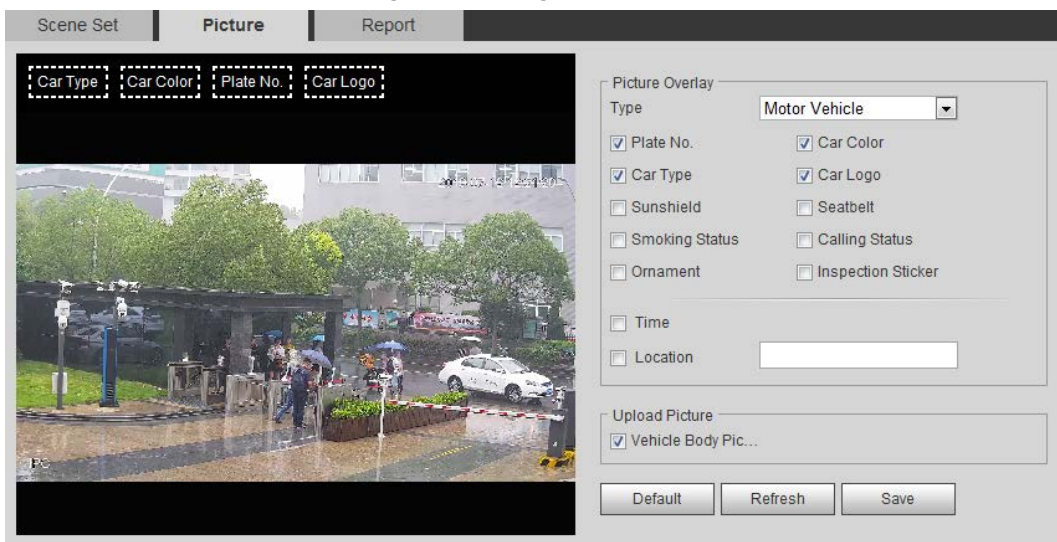 Scene Set Picture Report
Car Type Car Color Plate No. Car Logo
Picture Overlay
Type Motor Vehicle
Plate No. Car Color
Car Type Car Logo
Sunshield Seatbelt
Smoking Status Calling Status
Ornament Inspection Sticker
Time
Location
Upload Picture
Vehicle Body Pic...
Default Refresh Save
IPC